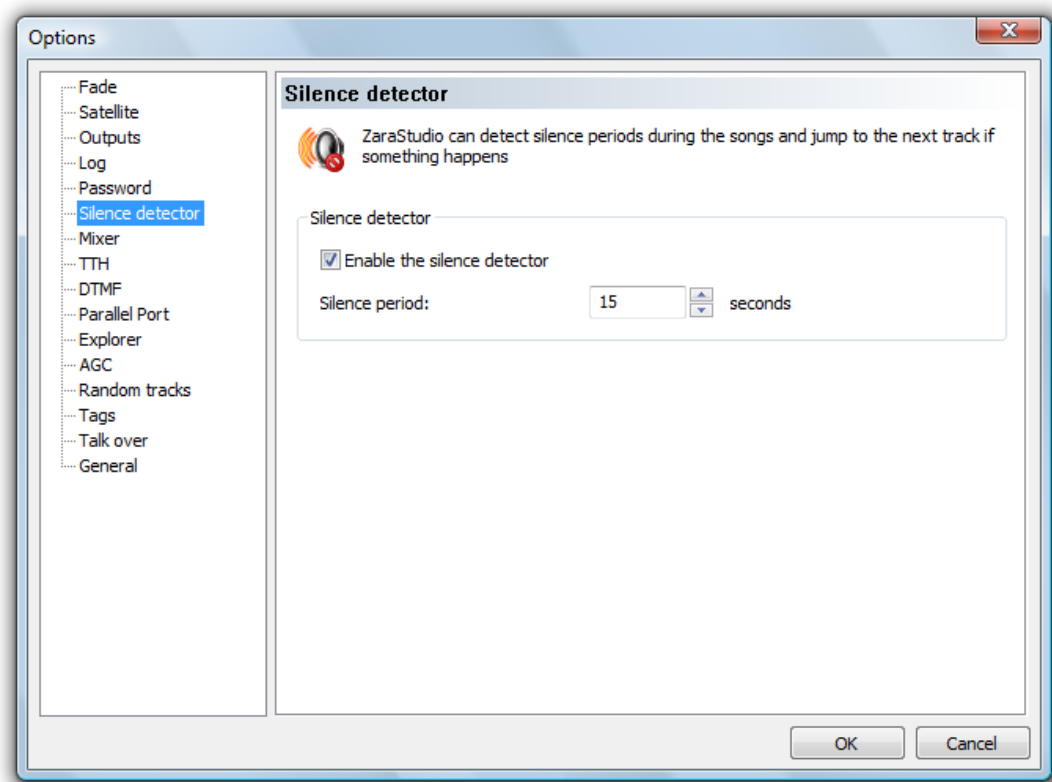 Options
Fade
Satellite
Outputs
Log
Password
Silence detector
Mixer
TTH
DTMF
Parallel Port
Explorer
AGC
Random tracks
Tags
Talk over
General
Silence detector
ZaraStudio can detect silence periods during the songs and jump to the next track if
something happens
Silence detector
Enable the silence detector
Silence period: 15 seconds
OK Cancel